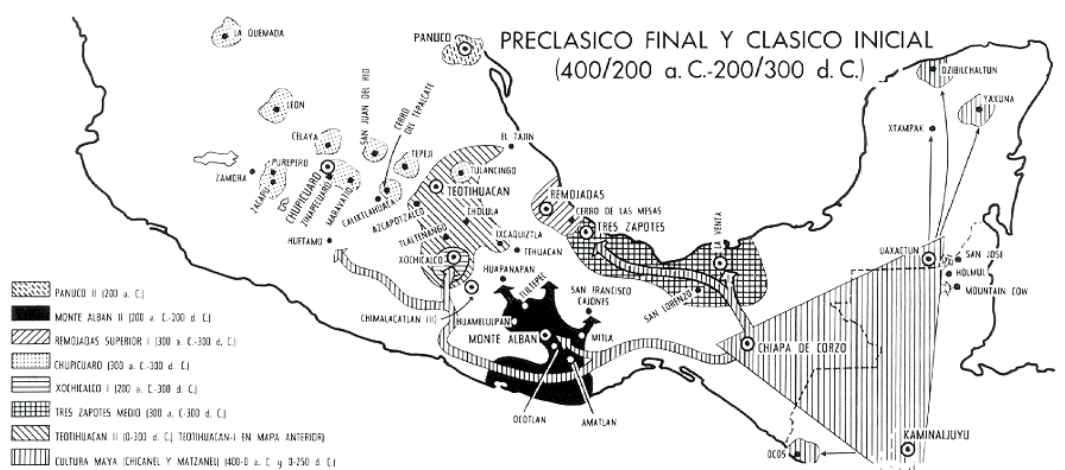 PRECLASICO FINAL Y CLASICO INICIAL
(400/200 a. C.-200/300 d. C.)
LA QUEMADA
PANUCO
LEON
SAN JUAN DEL RIO
CERRO
DEL TEPALCATE
CELAYA
EL TAJIN
TEPEJI
TULANCINGO
PUREPERO
ZAMORA
ZACAPU
CHUPICUARO
ZINAPECUARO
MARAVATIO
CALIXTLAHUACA
AZCAPOTZALCO
TEOTIHUACAN
CHOLULA
TLALTENANGO
IXCAQUIZTLA
TEHUACAN
HUETAMO
XOCHICALCO
HUAPANAPAN
TILTEPEC
CHIMALACATLAN (II)
HUAMELULPAN
SAN FRANCISCO
CAJONES
MONTE ALBAN
MITLA
OCOTLAN
AMATLAN
REMOJADAS
CERRO DE LAS MESAS
TRES ZAPOTES
LA VENTA
SAN LORENZO
CHIAPA DE CORZO
DZIBILCHALTUN
YAXUNA
XTAMPAK
UAXACTUN
SAN JOSE
HOLMUL
MOUNTAIN COW
KAMINALJUYU
OCOS
PANUCO II (200 a. C.)
MONTE ALBAN II (200 a. C.-200 d. C.)
REMOJADAS SUPERIOR I (300 a. C.-300 d. C.)
CHUPICUARO (300 a. C.-300 d. C.)
XOCHICALCO I (200 a. C.-300 d. C.)
TRES ZAPOTES MEDIO (300 a. C.-300 d. C.)
TEOTIHUACAN II (0-300 d. C.) TEOTIHUACAN-I EN MAPA ANTERIOR)
CULTURA MAYA (CHICANEL Y MATZANEL) (400-0 a. C. y 0-250 d. C.)